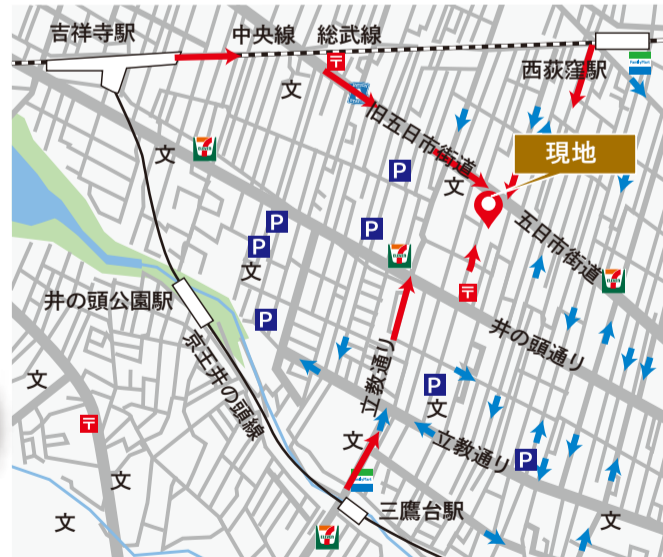 吉祥寺駅
中央線 総武線
西荻窪駅
〒
FamilyMart
文
旧五日市街道
現地
文
文
P
文
P
P
P
五日市街道
文
井の頭公園駅
〒
P
井の頭通り
京王井の頭線
立教通り
文
P
文
〒
文
立教通り
P
文
FamilyMart
三鷹台駅
文
文